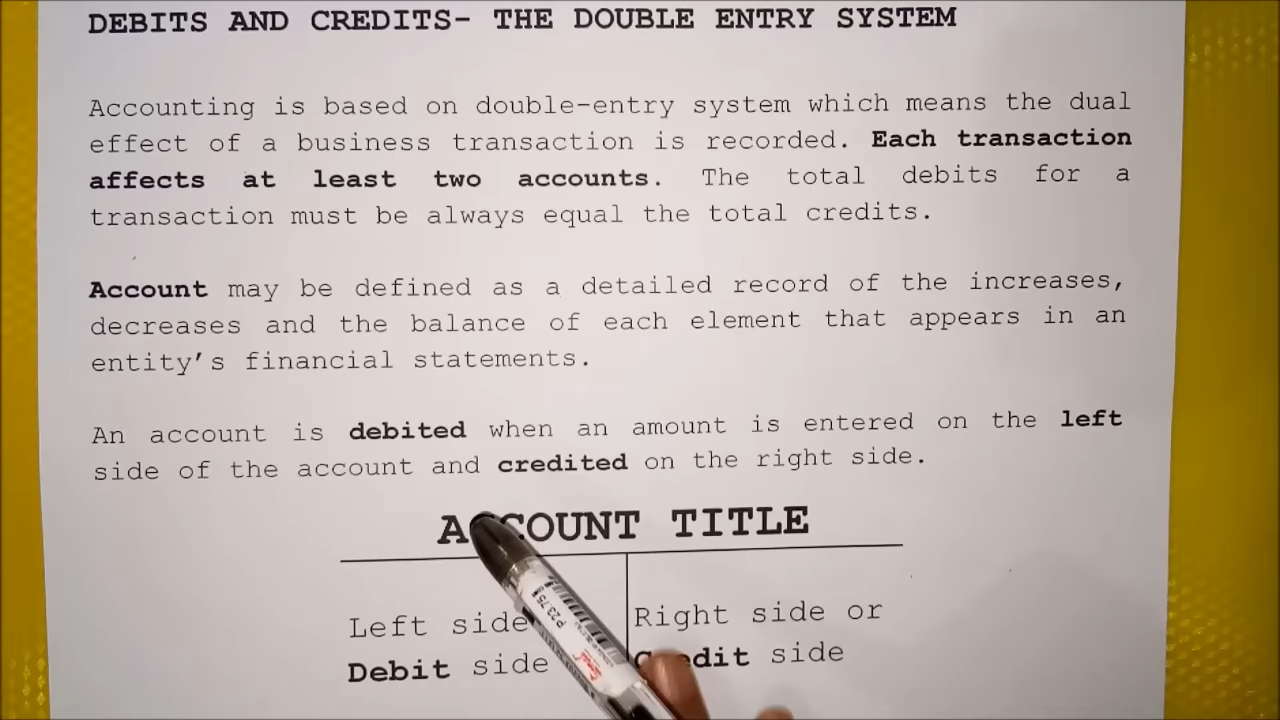 DEBITS AND CREDITS- THE DOUBLE ENTRY SYSTEM
Accounting is based on double-entry system which means the dual
effect of a business transaction is recorded. Each transaction
affects at least two accounts. The total debits for a
transaction must be always equal the total credits.
Account may be defined as a detailed record of the increases,
decreases and the balance of each element that appears in an
entity's financial statements.
An account is debited when an amount is entered on the left
side of the account and credited on the right side.
ACCOUNT TITLE
Left side
Debit side
Right side or
Credit side
P23.75